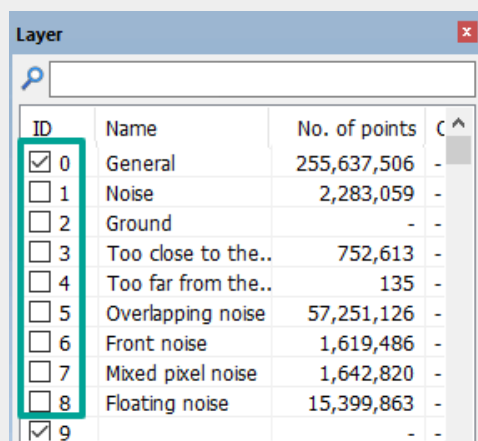 Layer
ID Name No. of points
0 General 255,637,506 -
1 Noise 2,283,059 -
2 Ground - -
3 Too close to the.. 752,613 -
4 Too far from the.. 135 -
5 Overlapping noise 57,251,126 -
6 Front noise 1,619,486 -
7 Mixed pixel noise 1,642,820 -
8 Floating noise 15,399,863 -
9 - -